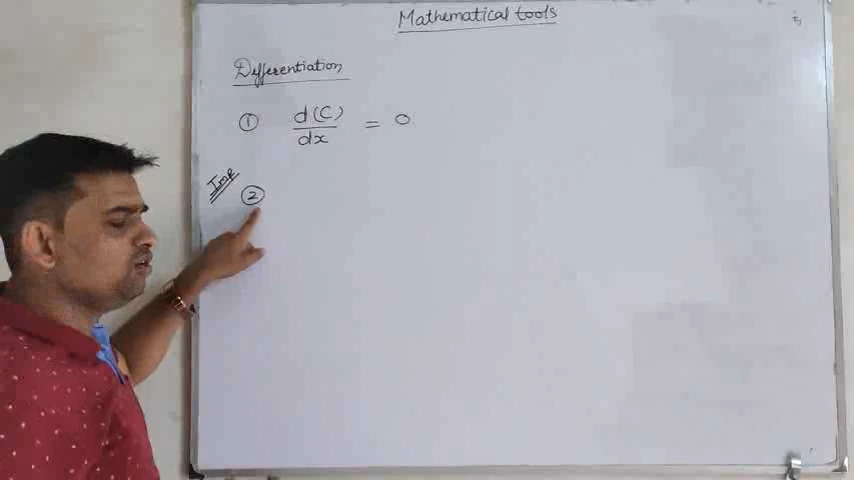 Mathematical tools
Differentiation
① d(C)/dx = 0
Imp
②